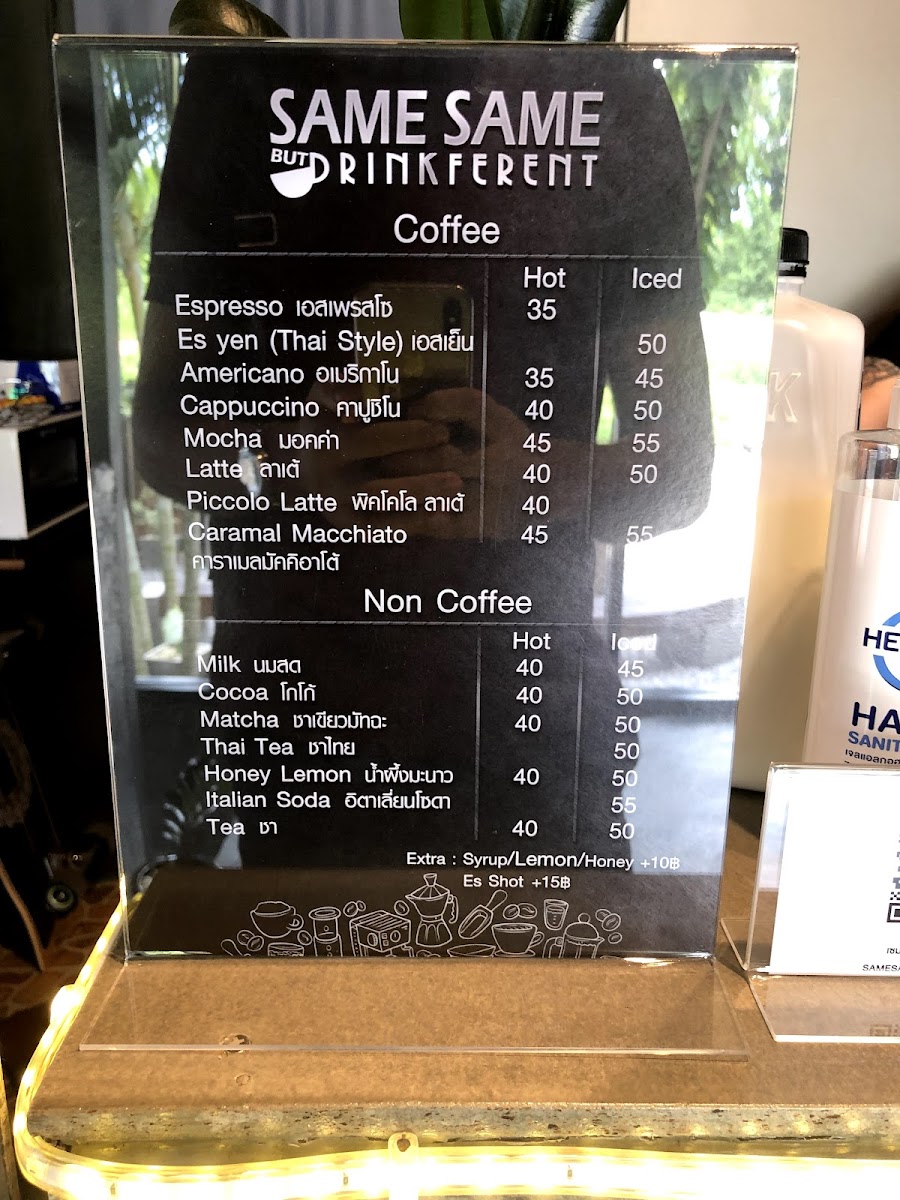 SAME SAME
BUT DRINKFERENT
Coffee
Hot Iced
Espresso เอสเพรสโซ 35
Es yen (Thai Style) เอสเย็น 50
Americano อเมริกาโน 35 45
Cappuccino คาปูชิโน 40 50
Mocha มอคค่า 45 55
Latte ลาเต้ 40 50
Piccolo Latte พิคโคโล ลาเต้ 40
Caramal Macchiato 45 55
คาราเมลมัคคิอาโต้
Non Coffee
Hot Iced
Milk นมสด 40 45
Cocoa โกโก้ 40 50
Matcha ชาเขียวมัทฉะ 40 50
Thai Tea ชาไทย 50
Honey Lemon น้ำผึ้งมะนาว 40 50
Italian Soda อิตาเลี่ยนโซดา 55
Tea ชา 40 50
Extra : Syrup/Lemon/Honey +10฿
Es Shot +15฿
K
HE
HA
SANIT
SAMESA